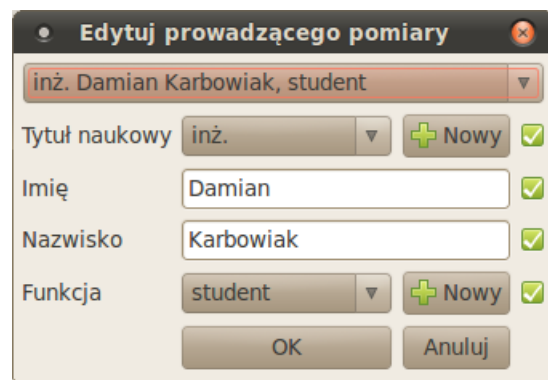 Edytuj prowadzącego pomiary
inż. Damian Karbowiak, student
Tytuł naukowy inż. Nowy
Imię Damian
Nazwisko Karbowiak
Funkcja student Nowy
OK Anuluj